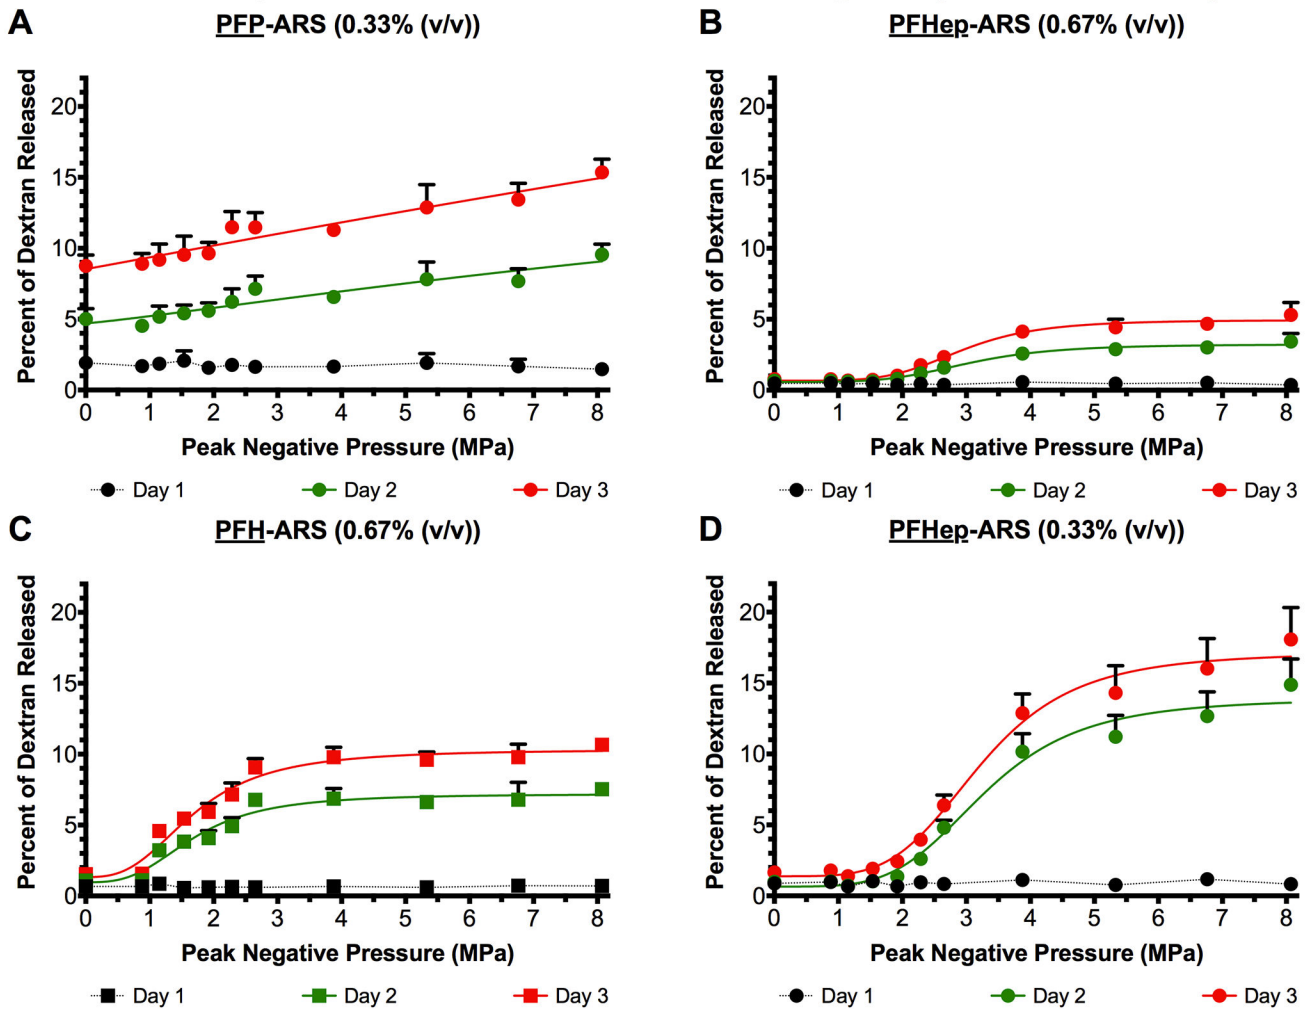 A
PFP-ARS (0.33% (v/v))
Percent of Dextran Released
20
15
10
5
0
0 1 2 3 4 5 6 7 8
Peak Negative Pressure (MPa)
Day 1 Day 2 Day 3
B
PFHep-ARS (0.67% (v/v))
Percent of Dextran Released
20
15
10
5
0
0 1 2 3 4 5 6 7 8
Peak Negative Pressure (MPa)
Day 1 Day 2 Day 3
C
PFH-ARS (0.67% (v/v))
Percent of Dextran Released
20
15
10
5
0
0 1 2 3 4 5 6 7 8
Peak Negative Pressure (MPa)
Day 1 Day 2 Day 3
D
PFHep-ARS (0.33% (v/v))
Percent of Dextran Released
20
15
10
5
0
0 1 2 3 4 5 6 7 8
Peak Negative Pressure (MPa)
Day 1 Day 2 Day 3